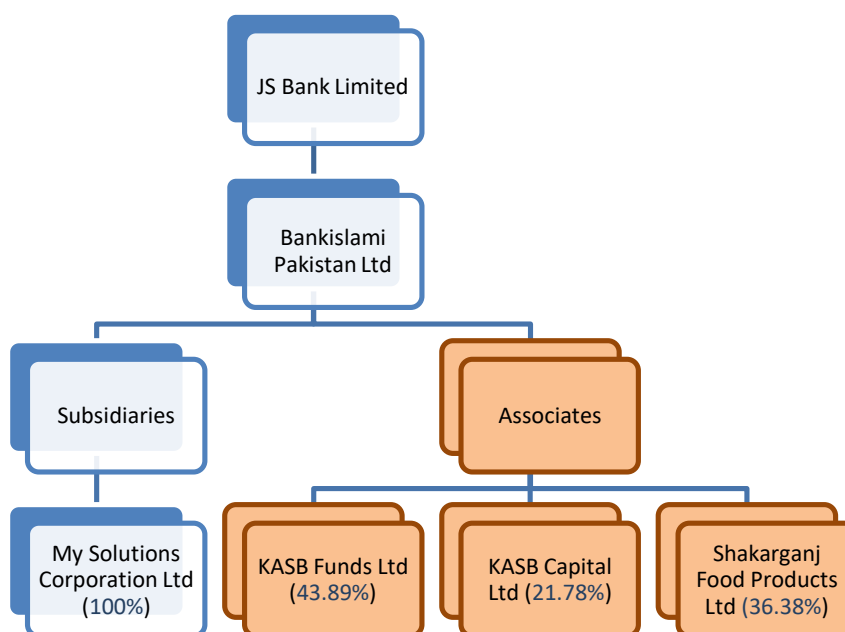 JS Bank Limited
Bankislami
Pakistan Ltd
Subsidiaries
Associates
My Solutions
Corporation Ltd
(100%)
KASB Funds Ltd
(43.89%)
KASB Capital
Ltd (21.78%)
Shakarganj
Food Products
Ltd (36.38%)